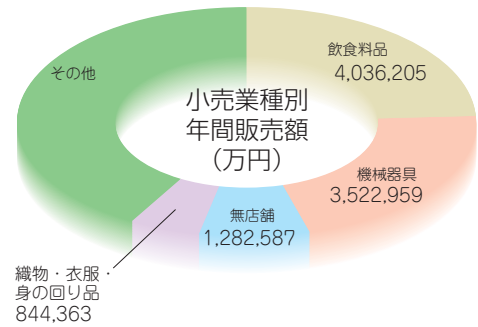 その他
飲食料品
4,036,205
小売業種別
年間販売額
（万円）
機械器具
3,522,959
無店舗
1,282,587
織物・衣服・
身の回り品
844,363